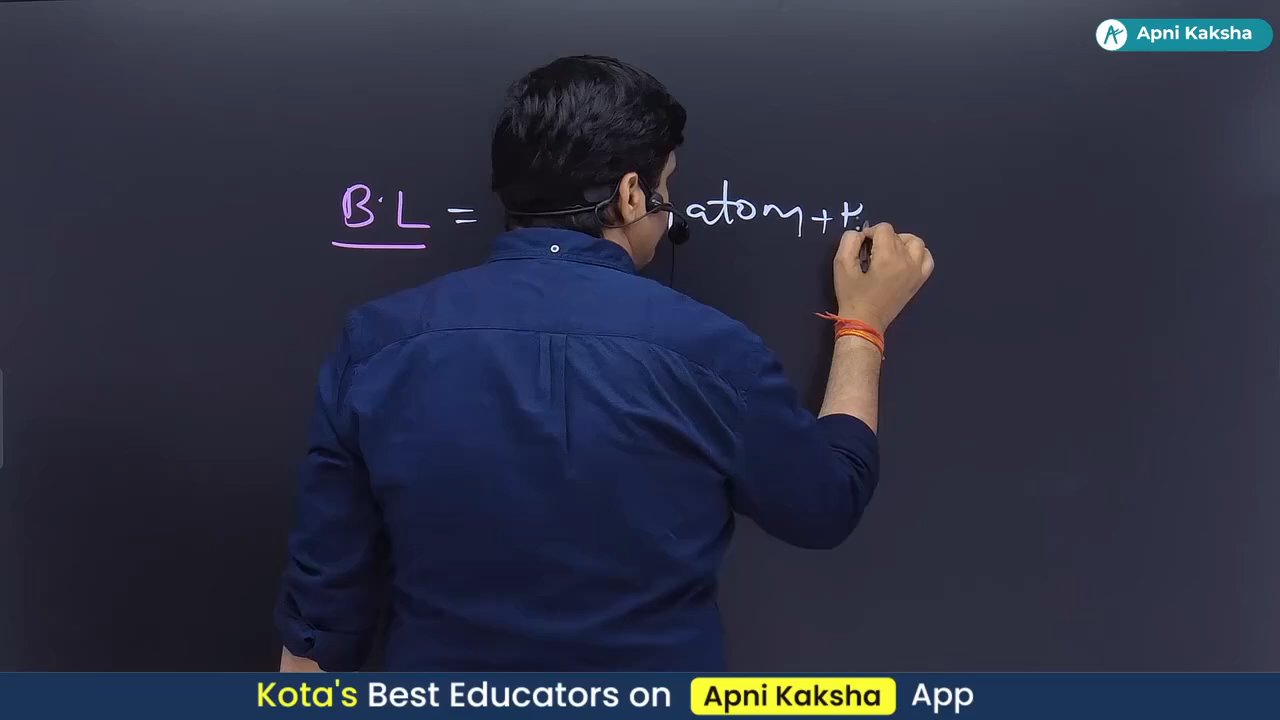 Apni Kaksha
B.L = atom +
Kota's Best Educators on Apni Kaksha App